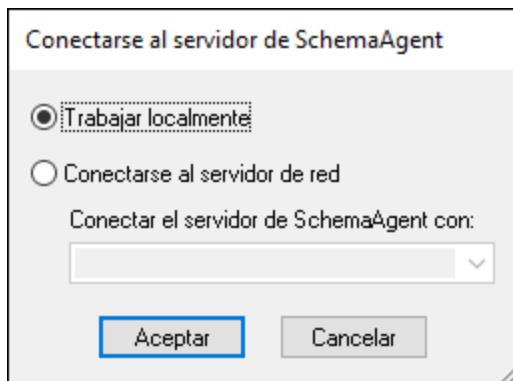 Conectarse al servidor de SchemaAgent
Trabajar localmente
Conectarse al servidor de red
Conectar el servidor de SchemaAgent con:
Aceptar
Cancelar